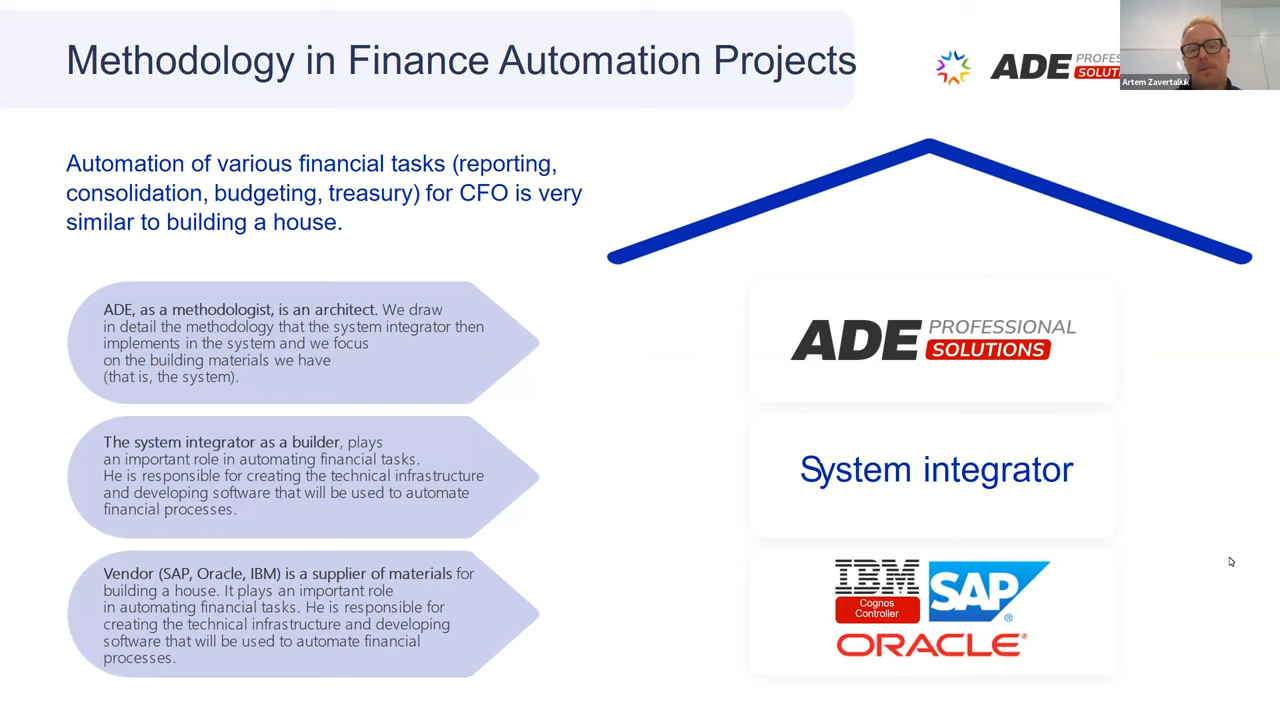 Methodology in Finance Automation Projects
ADE
SOLUTI
Artem Zavertaliuk
Automation of various financial tasks (reporting,
consolidation, budgeting, treasury) for CFO is very
similar to building a house.
ADE, as a methodologist, is an architect. We draw
in detail the methodology that the system integrator then
implements in the system and we focus
on the building materials we have
(that is, the system).
ADE PROFESSIONAL
SOLUTIONS
The system integrator as a builder, plays
an important role in automating financial tasks.
He is responsible for creating the technical infrastructure
and developing software that will be used to automate
financial processes.
System integrator
Vendor (SAP, Oracle, IBM) is a supplier of materials for
building a house. It plays an important role
in automating financial tasks. He is responsible for
creating the technical infrastructure and developing
software that will be used to automate financial
processes.
IBM
Cognos
Controller
SAP®
ORACLE®